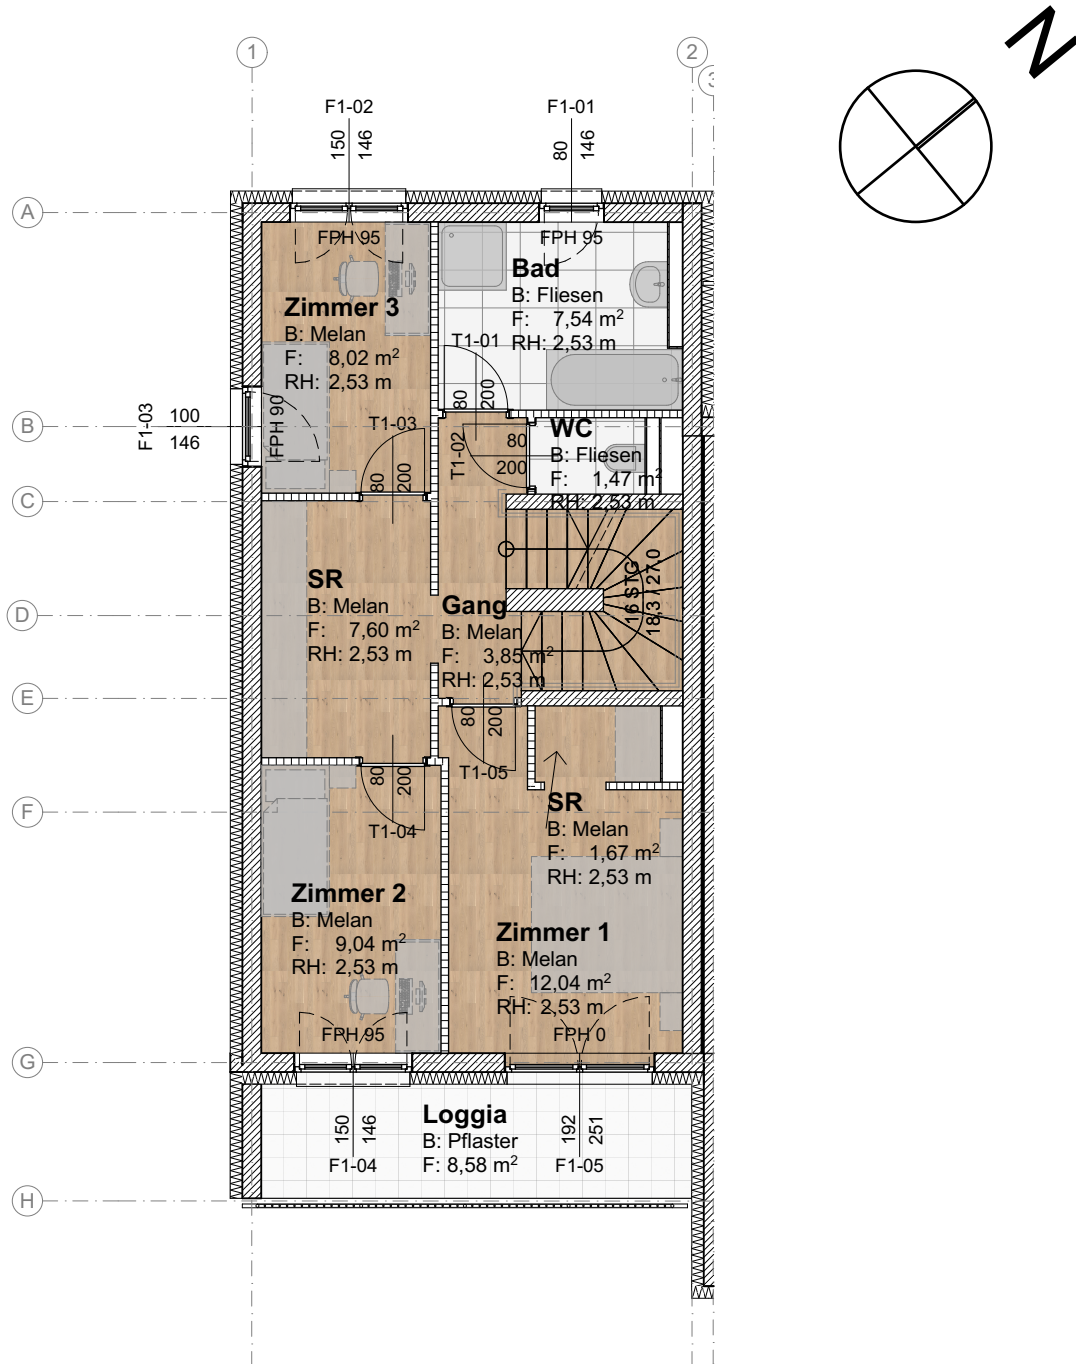 N
1
2
3
F1-02
150
146
F1-01
80
146
A
FPH 95
FPH 95
Bad
B: Fliesen
F: 7,54 m²
RH: 2,53 m
Zimmer 3
B: Melan
F: 8,02 m²
RH: 2,53 m
T1-01
80
200
F1-03
100
146
FPH 90
B
T1-03
80
200
T1-02
80
200
WC
B: Fliesen
F: 1,47 m²
RH: 2,53 m
C
SR
B: Melan
F: 7,60 m²
RH: 2,53 m
D
Gang
B: Melan
F: 3,85 m²
RH: 2,53 m
16 STG
18,3 / 27,0
E
80
200
T1-05
80
200
T1-04
F
SR
B: Melan
F: 1,67 m²
RH: 2,53 m
Zimmer 2
B: Melan
F: 9,04 m²
RH: 2,53 m
Zimmer 1
B: Melan
F: 12,04 m²
RH: 2,53 m
FPH 95
FPH 0
G
Loggia
B: Pflaster
F: 8,58 m²
150
146
F1-04
192
251
F1-05
H